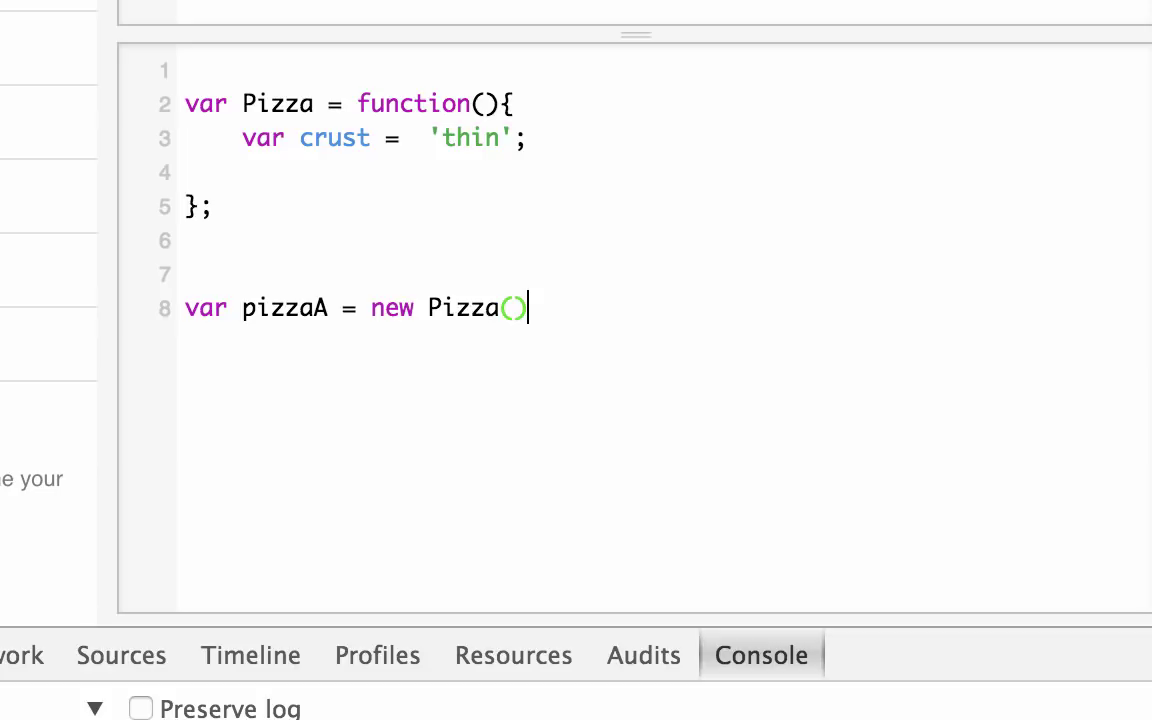 1
2 var Pizza = function(){
3 var crust = 'thin';
4
5 };
6
7
8 var pizzaA = new Pizza()
e your
work Sources Timeline Profiles Resources Audits Console
▼ Preserve log